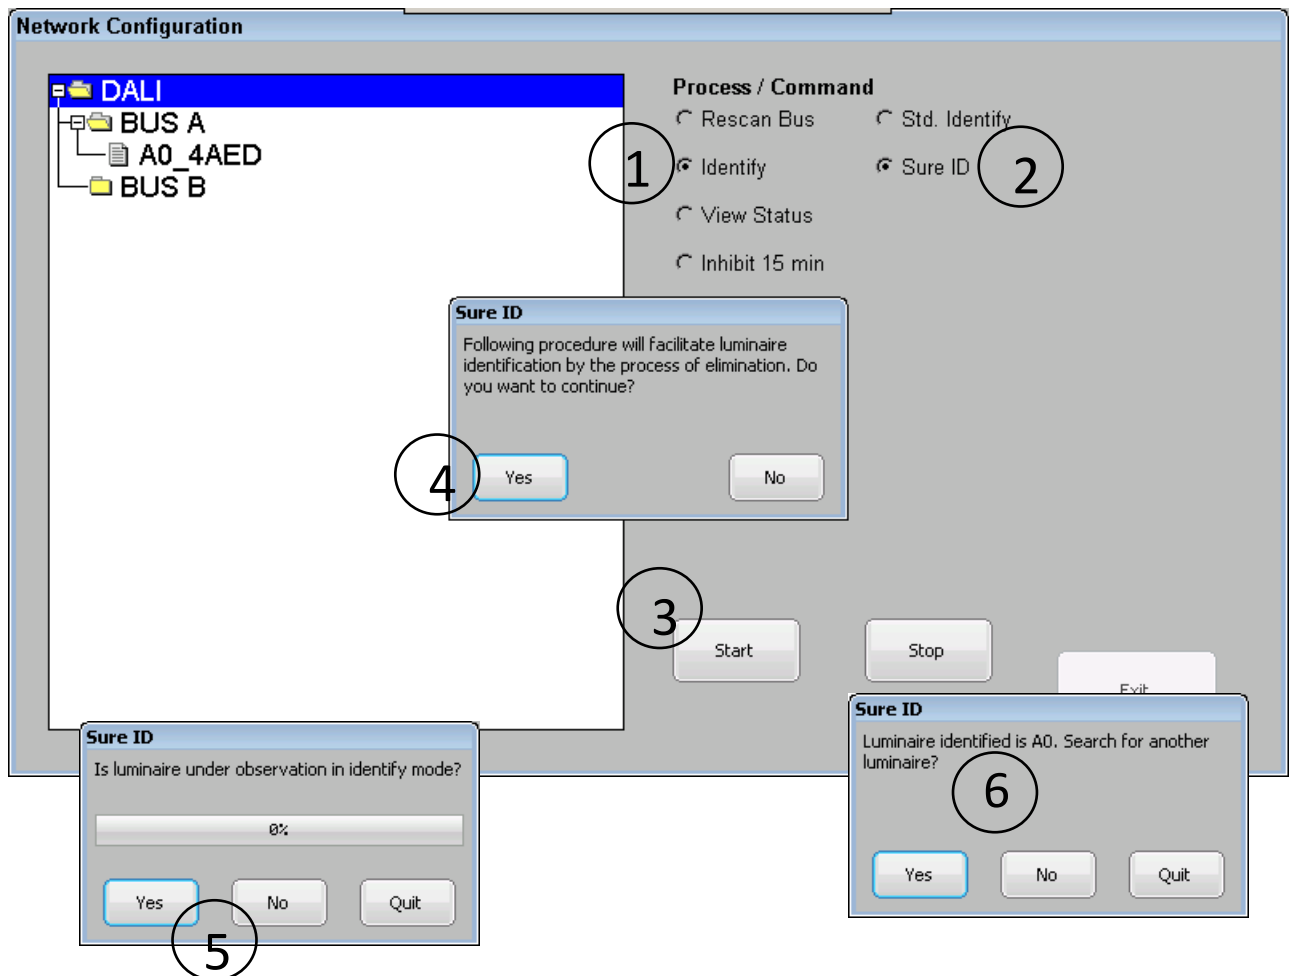 Network Configuration
DALI
BUS A
A0_4AED
BUS B
Process / Command
Rescan Bus
Std. Identify
1
Identify
Sure ID
2
View Status
Inhibit 15 min
Sure ID
Following procedure will facilitate luminaire
identification by the process of elimination. Do
you want to continue?
4
Yes
No
3
Start
Stop
Exit
Sure ID
Is luminaire under observation in identify mode?
0%
Yes
No
Quit
5
Sure ID
Luminaire identified is A0. Search for another
luminaire?
6
Yes
No
Quit